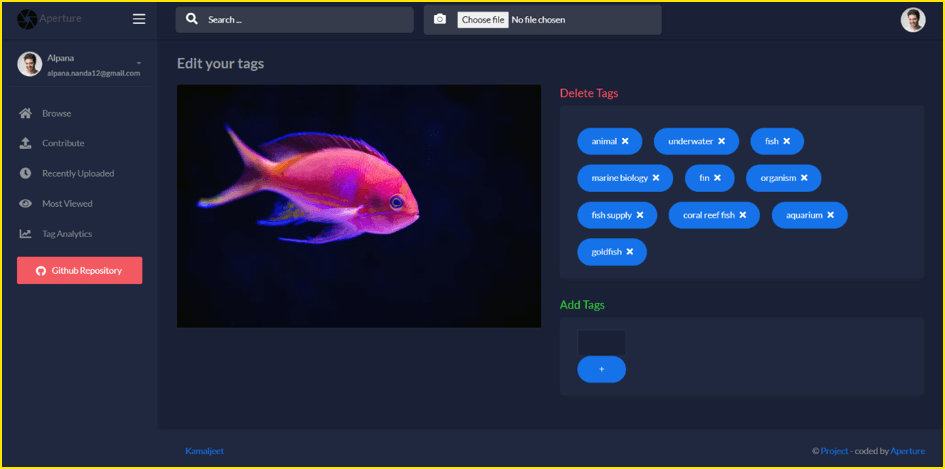 Aperture
Search ...
Choose file No file chosen
Alpana
alpana.nanda12@gmail.com
Browse
Contribute
Recently Uploaded
Most Viewed
Tag Analytics
Github Repository
Edit your tags
Delete Tags
animal ✖ underwater ✖ fish ✖
marine biology ✖ fin ✖ organism ✖
fish supply ✖ coral reef fish ✖ aquarium ✖
goldfish ✖
Add Tags
+
Kamaljeet
© Project - coded by Aperture